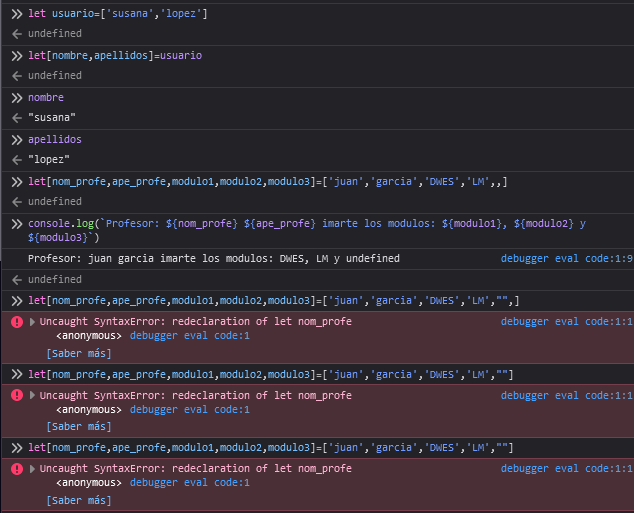 >> let usuario=['susana','lopez']
← undefined
>> let[nombre,apellidos]=usuario
← undefined
>> nombre
← "susana"
>> apellidos
← "lopez"
>> let[nom_profe,ape_profe,modulo1,modulo2,modulo3]=['juan','garcia','DWES','LM',,]
← undefined
>> console.log(`Profesor: ${nom_profe} ${ape_profe} imarte los modulos: ${modulo1}, ${modulo2} y
${modulo3}`)
Profesor: juan garcia imarte los modulos: DWES, LM y undefined debugger eval code:1:9
← undefined
>> let[nom_profe,ape_profe,modulo1,modulo2,modulo3]=['juan','garcia','DWES','LM',"",]
Uncaught SyntaxError: redeclaration of let nom_profe debugger eval code:1:1
<anonymous> debugger eval code:1
[Saber más]
>> let[nom_profe,ape_profe,modulo1,modulo2,modulo3]=['juan','garcia','DWES','LM',""]
Uncaught SyntaxError: redeclaration of let nom_profe debugger eval code:1:1
<anonymous> debugger eval code:1
[Saber más]
>> let[nom_profe,ape_profe,modulo1,modulo2,modulo3]=['juan','garcia','DWES','LM',""]
Uncaught SyntaxError: redeclaration of let nom_profe debugger eval code:1:1
<anonymous> debugger eval code:1
[Saber más]